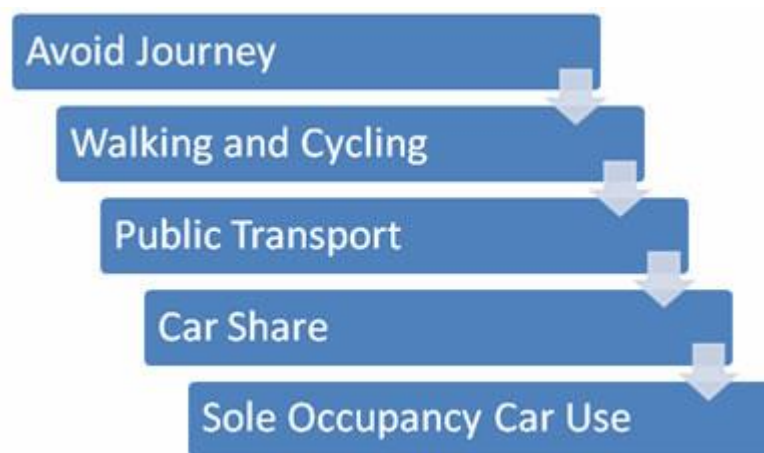 Avoid Journey
Walking and Cycling
Public Transport
Car Share
Sole Occupancy Car Use